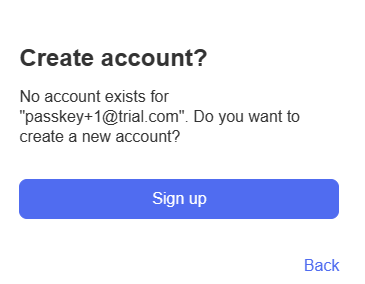 Create account?
No account exists for
"passkey+1@trial.com". Do you want to
create a new account?
Sign up
Back